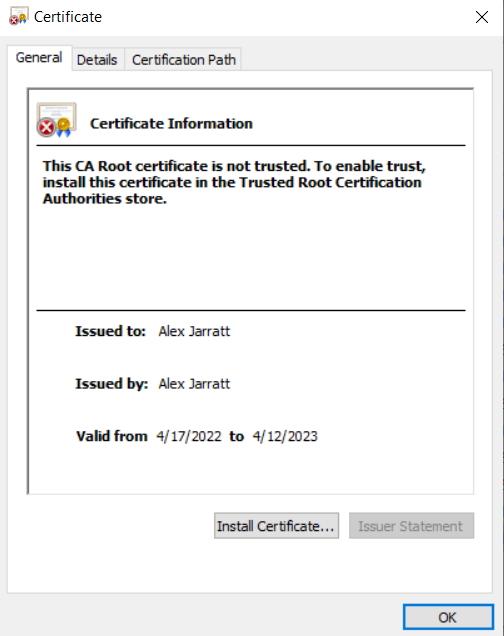 Certificate
General Details Certification Path
Certificate Information
This CA Root certificate is not trusted. To enable trust,
install this certificate in the Trusted Root Certification
Authorities store.
Issued to: Alex Jarratt
Issued by: Alex Jarratt
Valid from 4/17/2022 to 4/12/2023
Install Certificate... Issuer Statement
OK